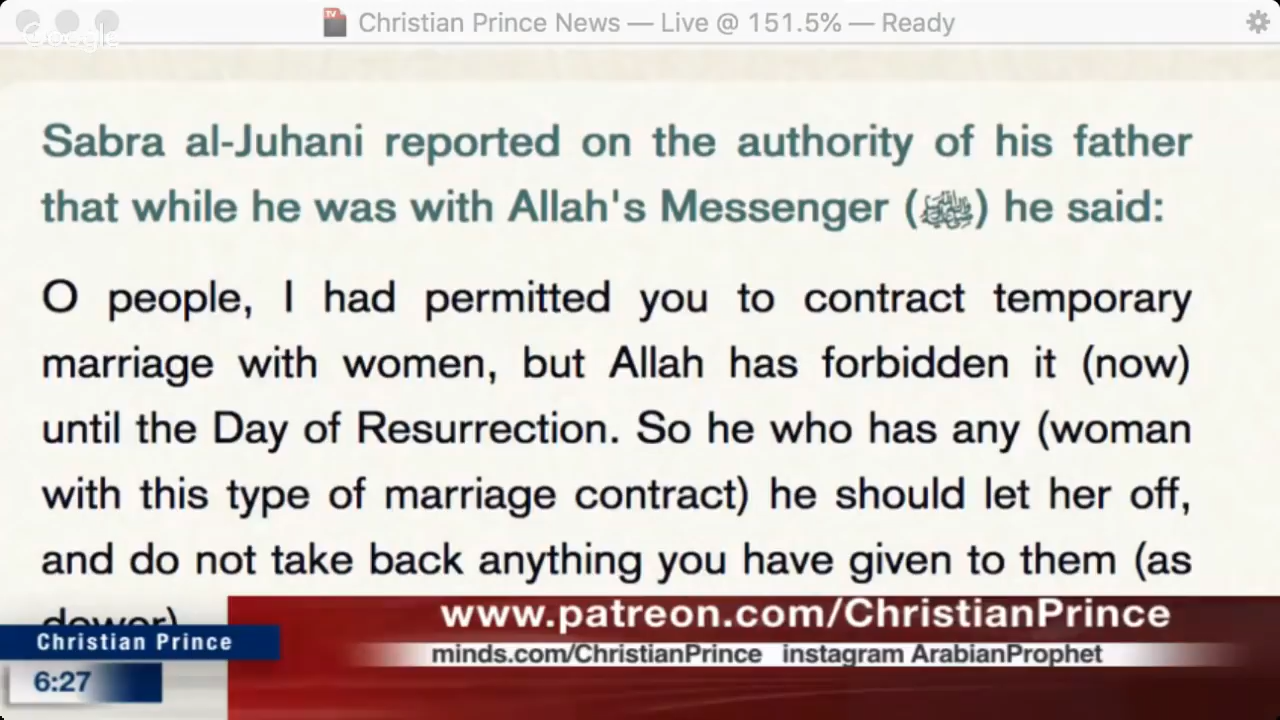 Christian Prince News — Live @ 151.5% — Ready
Google
Sabra al-Juhani reported on the authority of his father
that while he was with Allah's Messenger (ﷺ) he said:
O people, I had permitted you to contract temporary
marriage with women, but Allah has forbidden it (now)
until the Day of Resurrection. So he who has any (woman
with this type of marriage contract) he should let her off,
and do not take back anything you have given to them (as
dower)
www.patreon.com/ChristianPrince
Christian Prince
minds.com/ChristianPrince instagram ArabianProphet
6:27